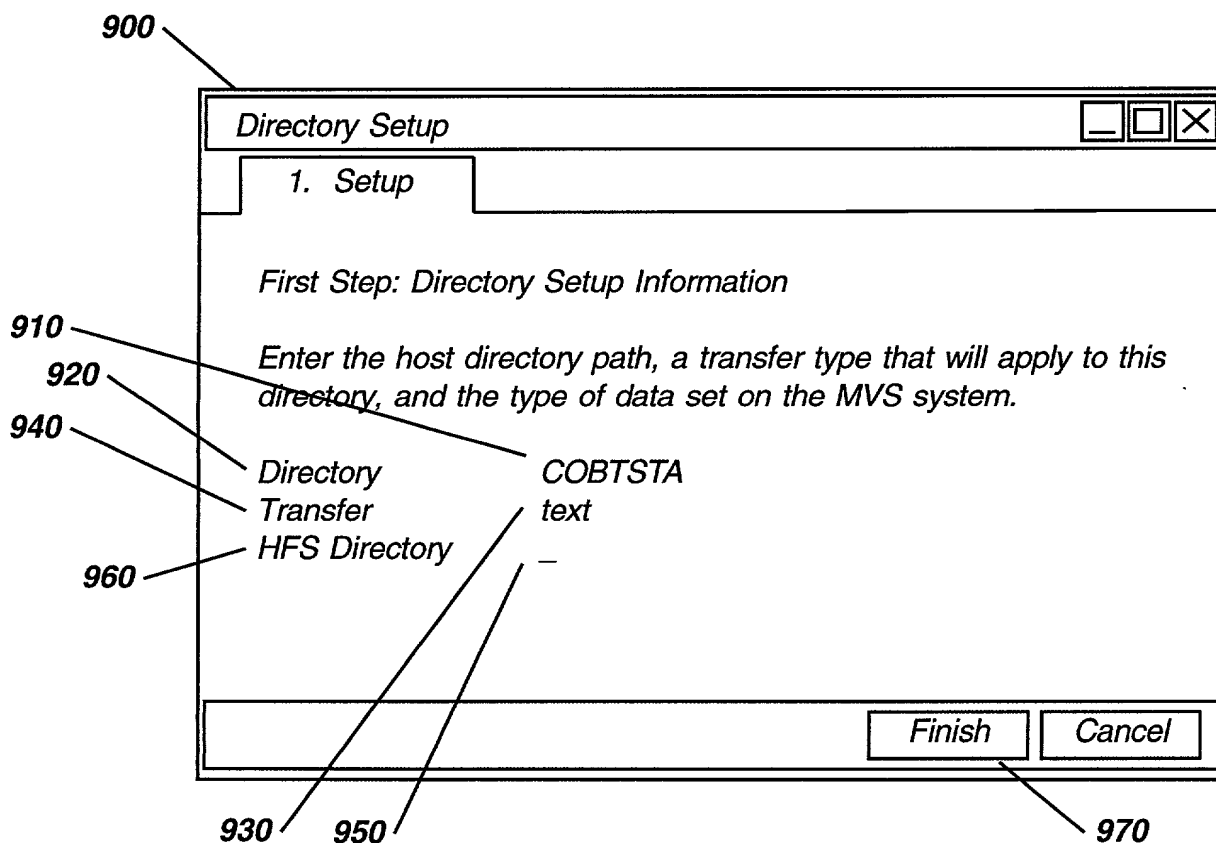 900
Directory Setup
1. Setup
First Step: Directory Setup Information
910
Enter the host directory path, a transfer type that will apply to this
920
directory, and the type of data set on the MVS system.
940
Directory COBTSTA
Transfer text
HFS Directory _
960
Finish Cancel
930 950 970